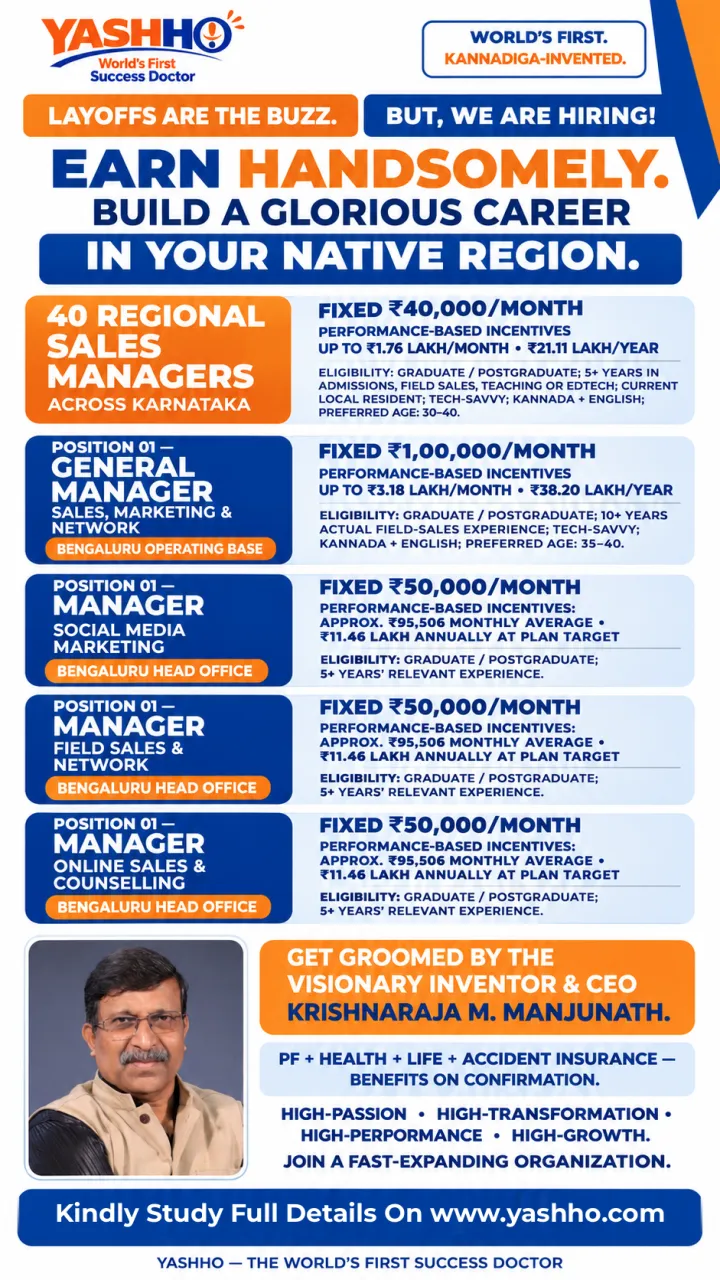 YASHHO
World's First
Success Doctor
WORLD'S FIRST.
KANNADIGA-INVENTED.
LAYOFFS ARE THE BUZZ.
BUT, WE ARE HIRING!
EARN HANDSOMELY.
BUILD A GLORIOUS CAREER
IN YOUR NATIVE REGION.
40 REGIONAL
SALES
MANAGERS
ACROSS KARNATAKA
FIXED ₹40,000/MONTH
PERFORMANCE-BASED INCENTIVES
UP TO ₹1.76 LAKH/MONTH • ₹21.11 LAKH/YEAR
ELIGIBILITY: GRADUATE / POSTGRADUATE; 5+ YEARS IN
ADMISSIONS, FIELD SALES, TEACHING OR EDTECH; CURRENT
LOCAL RESIDENT; TECH-SAVVY; KANNADA + ENGLISH;
PREFERRED AGE: 30–40.
POSITION 01 —
GENERAL
MANAGER
SALES, MARKETING &
NETWORK
BENGALURU OPERATING BASE
FIXED ₹1,00,000/MONTH
PERFORMANCE-BASED INCENTIVES
UP TO ₹3.18 LAKH/MONTH • ₹38.20 LAKH/YEAR
ELIGIBILITY: GRADUATE / POSTGRADUATE; 10+ YEARS
ACTUAL FIELD-SALES EXPERIENCE; TECH-SAVVY;
KANNADA + ENGLISH; PREFERRED AGE: 35–40.
POSITION 01 —
MANAGER
SOCIAL MEDIA
MARKETING
BENGALURU HEAD OFFICE
FIXED ₹50,000/MONTH
PERFORMANCE-BASED INCENTIVES:
APPROX. ₹95,506 MONTHLY AVERAGE •
₹11.46 LAKH ANNUALLY AT PLAN TARGET
ELIGIBILITY: GRADUATE / POSTGRADUATE;
5+ YEARS' RELEVANT EXPERIENCE.
POSITION 01 —
MANAGER
FIELD SALES &
NETWORK
BENGALURU HEAD OFFICE
FIXED ₹50,000/MONTH
PERFORMANCE-BASED INCENTIVES:
APPROX. ₹95,506 MONTHLY AVERAGE •
₹11.46 LAKH ANNUALLY AT PLAN TARGET
ELIGIBILITY: GRADUATE / POSTGRADUATE;
5+ YEARS' RELEVANT EXPERIENCE.
POSITION 01 —
MANAGER
ONLINE SALES &
COUNSELLING
BENGALURU HEAD OFFICE
FIXED ₹50,000/MONTH
PERFORMANCE-BASED INCENTIVES:
APPROX. ₹95,506 MONTHLY AVERAGE •
₹11.46 LAKH ANNUALLY AT PLAN TARGET
ELIGIBILITY: GRADUATE / POSTGRADUATE;
5+ YEARS' RELEVANT EXPERIENCE.
GET GROOMED BY THE
VISIONARY INVENTOR & CEO
KRISHNARAJA M. MANJUNATH.
PF + HEALTH + LIFE + ACCIDENT INSURANCE —
BENEFITS ON CONFIRMATION.
HIGH-PASSION • HIGH-TRANSFORMATION •
HIGH-PERPORMANCE • HIGH-GROWTH.
JOIN A FAST-EXPANDING ORGANIZATION.
Kindly Study Full Details On www.yashho.com
YASHHO — THE WORLD'S FIRST SUCCESS DOCTOR